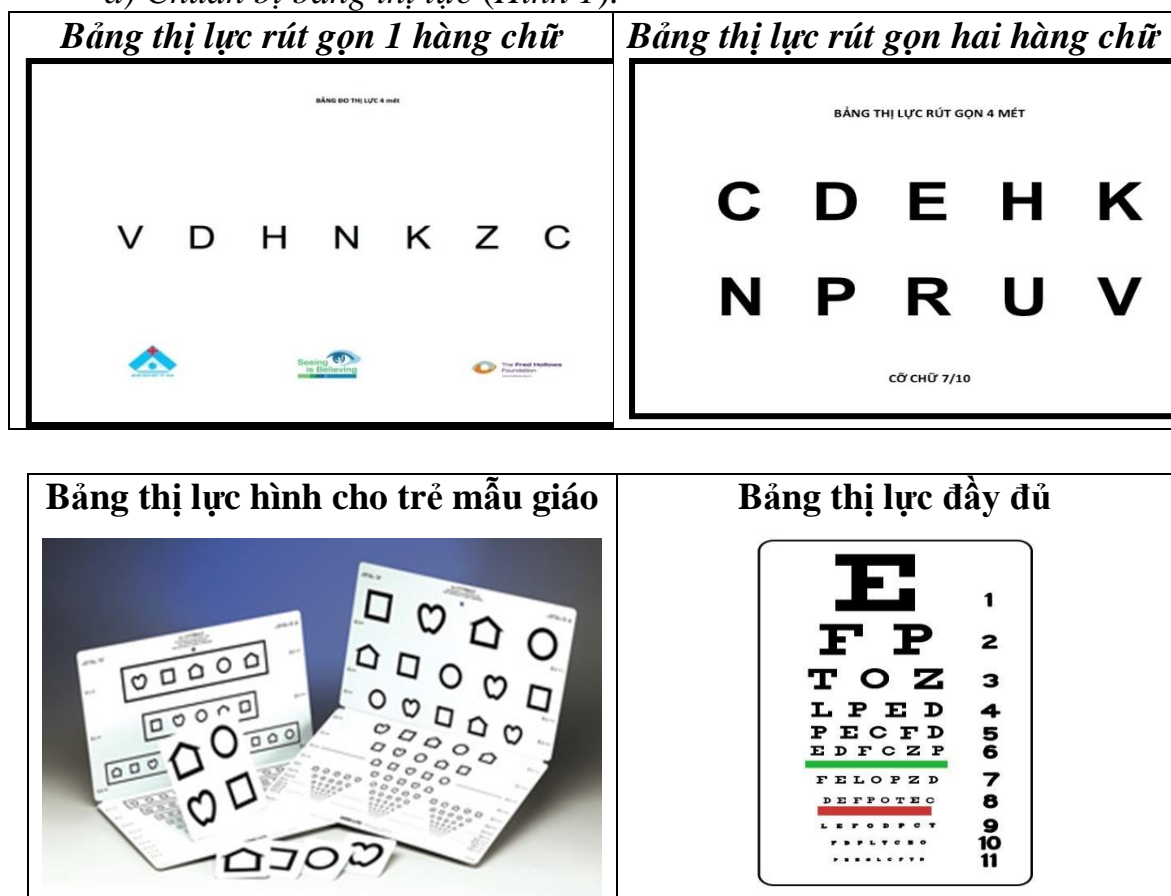 a) Chuẩn bị bảng thị lực (Hình 1):
Bảng thị lực rút gọn 1 hàng chữ
BẢNG ĐO THỊ LỰC 4 mét
V D H N K Z C
Seeing
is Believing
The Fred Hollows
Foundation
Bảng thị lực rút gọn hai hàng chữ
BẢNG THỊ LỰC RÚT GỌN 4 MÉT
C D E H K
N P R U V
CỠ CHỮ 7/10
Bảng thị lực hình cho trẻ mẫu giáo
Bảng thị lực đầy đủ
E 1
F P 2
T O Z 3
L P E D 4
P E C F D 5
E D F C Z P 6
F E L O P Z D 7
D E F P O T E C 8
L E F O D P C T 9
F D P L T C E O 10
11